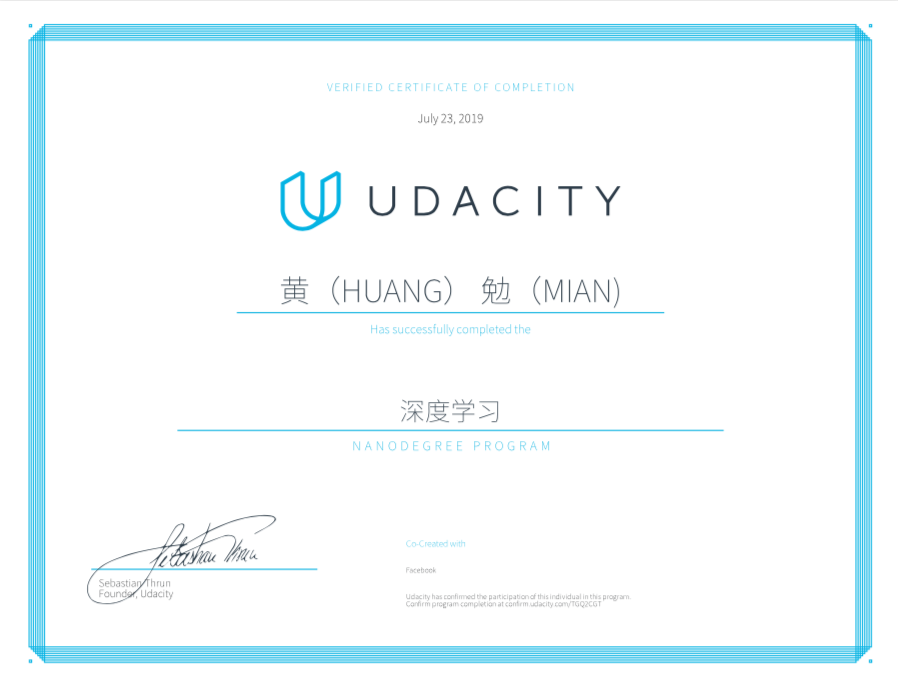 VERIFIED CERTIFICATE OF COMPLETION
July 23, 2019
UDACITY
黄（HUANG） 勉（MIAN)
Has successfully completed the
深度学习
NANODEGREE PROGRAM
Sebastian Thrun
Sebastian Thrun
Founder, Udacity
Co-Created with
Facebook
Udacity has confirmed the participation of this individual in this program.
Confirm program completion at confirm.udacity.com/TGQ2CGT